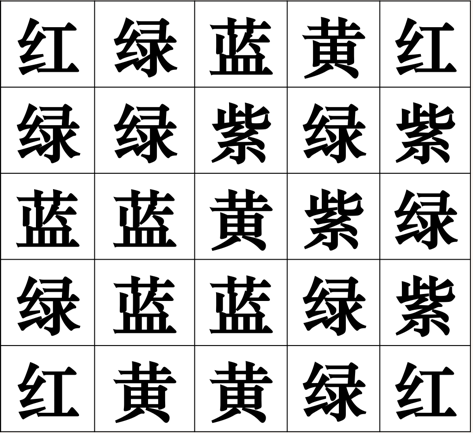 红 绿 蓝 黄 红
绿 绿 紫 绿 紫
蓝 蓝 黄 紫 绿
绿 蓝 蓝 绿 紫
红 黄 黄 绿 红